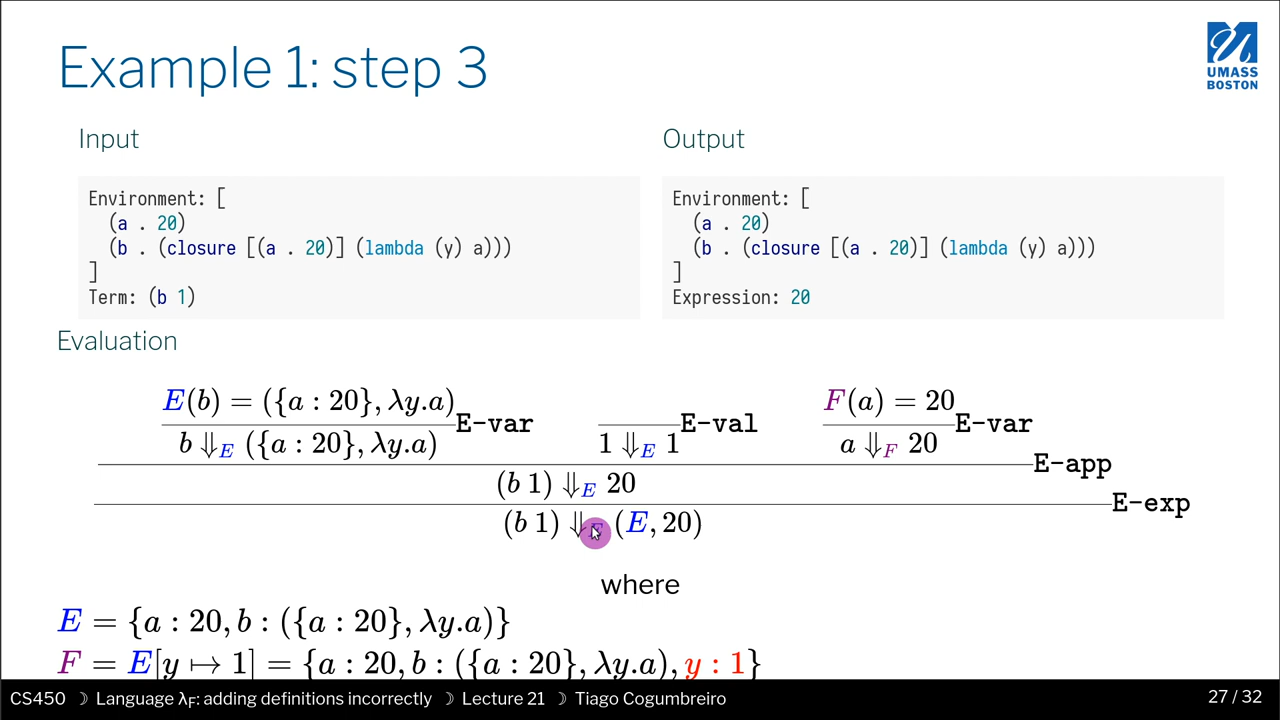 Example 1: step 3
UMASS
BOSTON
Input
Output
Environment: [
(a . 20)
(b . (closure [(a . 20)] (lambda (y) a)))
]
Term: (b 1)
Environment: [
(a . 20)
(b . (closure [(a . 20)] (lambda (y) a)))
]
Expression: 20
Evaluation
E(b) = ({a : 20}, λy.a)
E-var
b ⇓E ({a : 20}, λy.a)
E-val
1 ⇓E 1
F(a) = 20
E-var
a ⇓F 20
E-app
(b 1) ⇓E 20
E-exp
(b 1) ⇓E (E, 20)
where
E = {a : 20, b : ({a : 20}, λy.a)}
F = E[y ↦ 1] = {a : 20, b : ({a : 20}, λy.a), y : 1}
CS450 ☽ Language λF: adding definitions incorrectly ☽ Lecture 21 ☽ Tiago Cogumbreiro
27 / 32